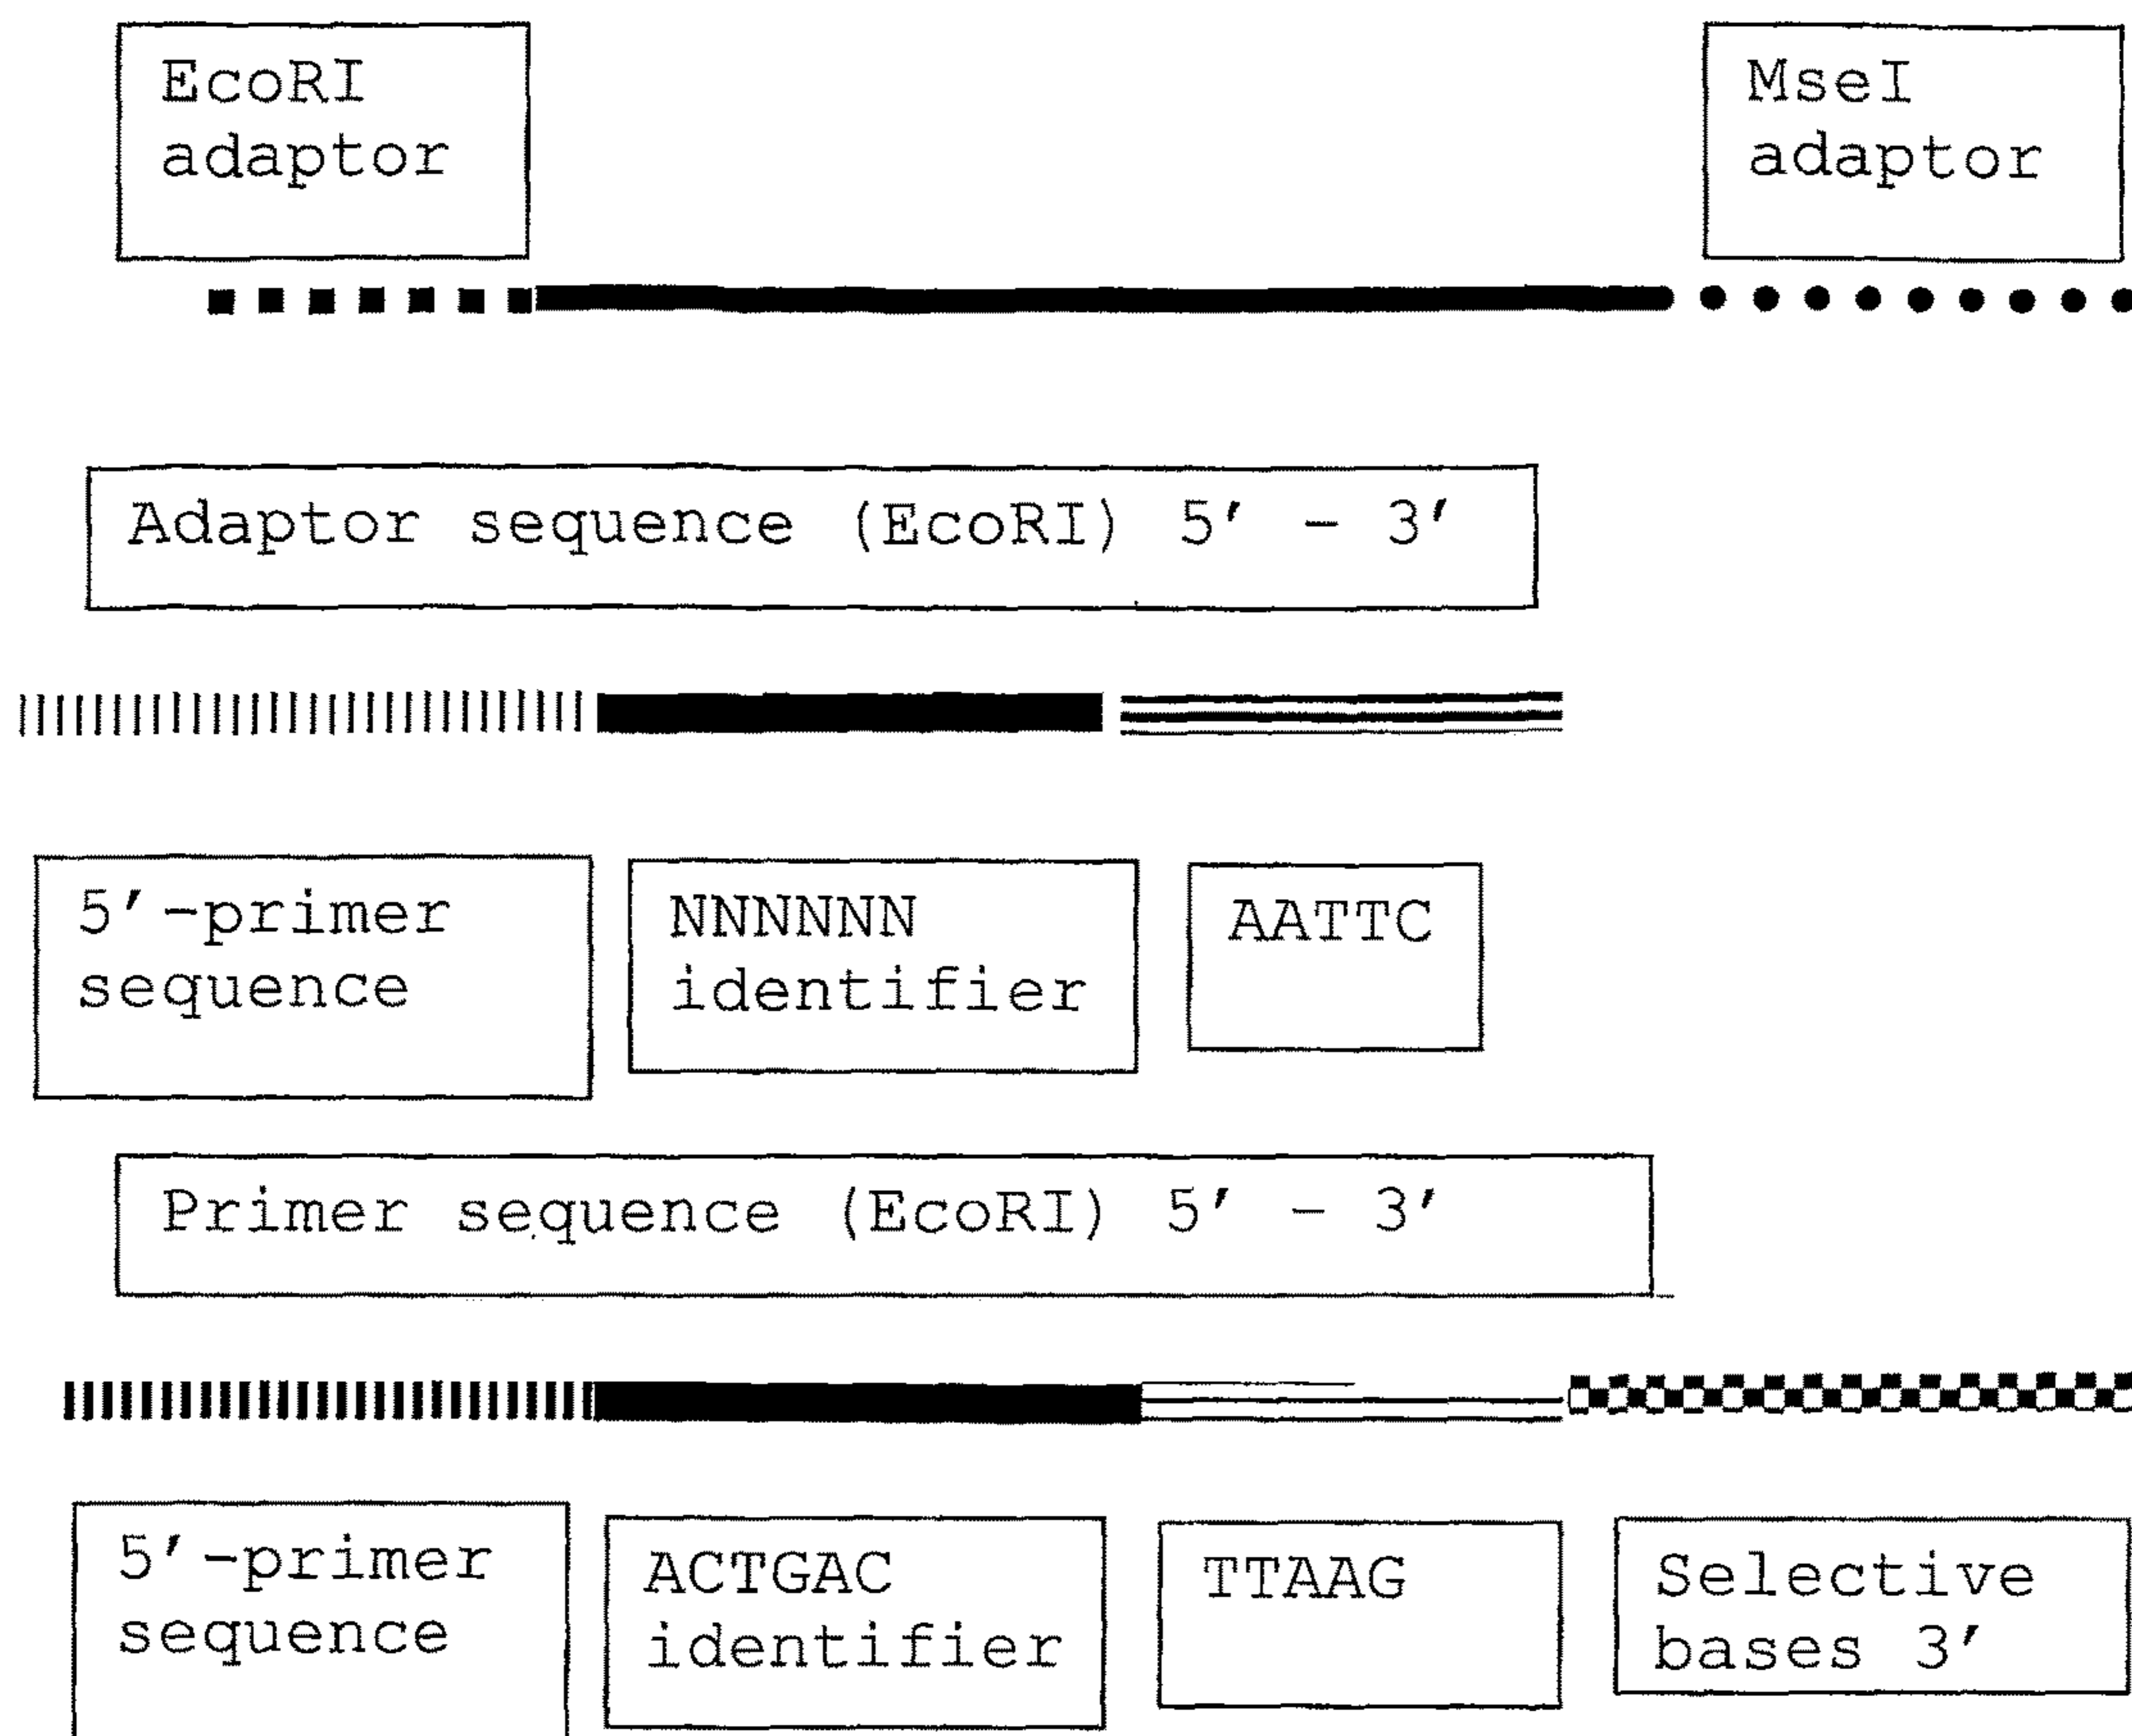 EcoRI
adaptor
MseI
adaptor
Adaptor sequence (EcoRI) 5' - 3'
5'-primer
sequence
NNNNNN
identifier
AATTC
Primer sequence (EcoRI) 5' - 3'
5'-primer
sequence
ACTGAC
identifier
TTAAG
Selective
bases 3'